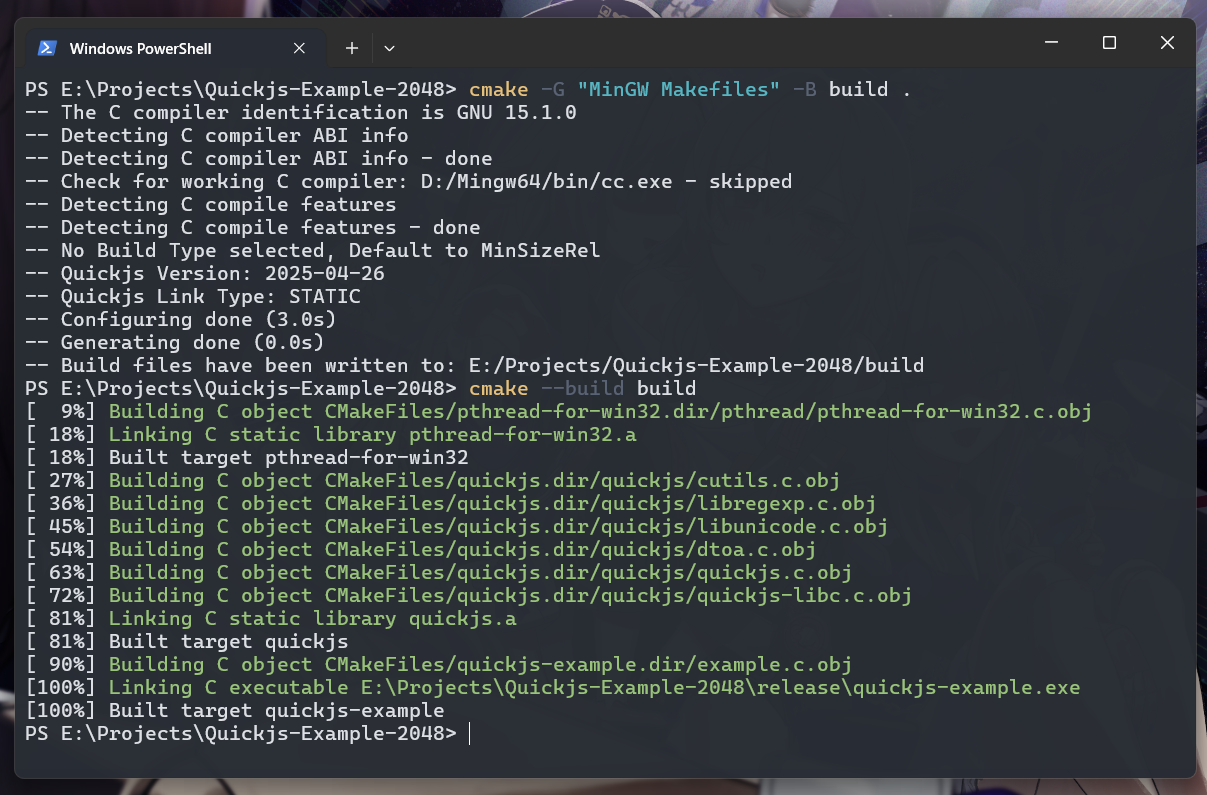 Windows PowerShell
PS E:\Projects\Quickjs-Example-2048> cmake -G "MinGW Makefiles" -B build .
-- The C compiler identification is GNU 15.1.0
-- Detecting C compiler ABI info
-- Detecting C compiler ABI info - done
-- Check for working C compiler: D:/Mingw64/bin/cc.exe - skipped
-- Detecting C compile features
-- Detecting C compile features - done
-- No Build Type selected, Default to MinSizeRel
-- Quickjs Version: 2025-04-26
-- Quickjs Link Type: STATIC
-- Configuring done (3.0s)
-- Generating done (0.0s)
-- Build files have been written to: E:/Projects/Quickjs-Example-2048/build
PS E:\Projects\Quickjs-Example-2048> cmake --build build
[  9%] Building C object CMakeFiles/pthread-for-win32.dir/pthread/pthread-for-win32.c.obj
[ 18%] Linking C static library pthread-for-win32.a
[ 18%] Built target pthread-for-win32
[ 27%] Building C object CMakeFiles/quickjs.dir/quickjs/cutils.c.obj
[ 36%] Building C object CMakeFiles/quickjs.dir/quickjs/libregexp.c.obj
[ 45%] Building C object CMakeFiles/quickjs.dir/quickjs/libunicode.c.obj
[ 54%] Building C object CMakeFiles/quickjs.dir/quickjs/dtoa.c.obj
[ 63%] Building C object CMakeFiles/quickjs.dir/quickjs/quickjs.c.obj
[ 72%] Building C object CMakeFiles/quickjs.dir/quickjs/quickjs-libc.c.obj
[ 81%] Linking C static library quickjs.a
[ 81%] Built target quickjs
[ 90%] Building C object CMakeFiles/quickjs-example.dir/example.c.obj
[100%] Linking C executable E:\Projects\Quickjs-Example-2048\release\quickjs-example.exe
[100%] Built target quickjs-example
PS E:\Projects\Quickjs-Example-2048>